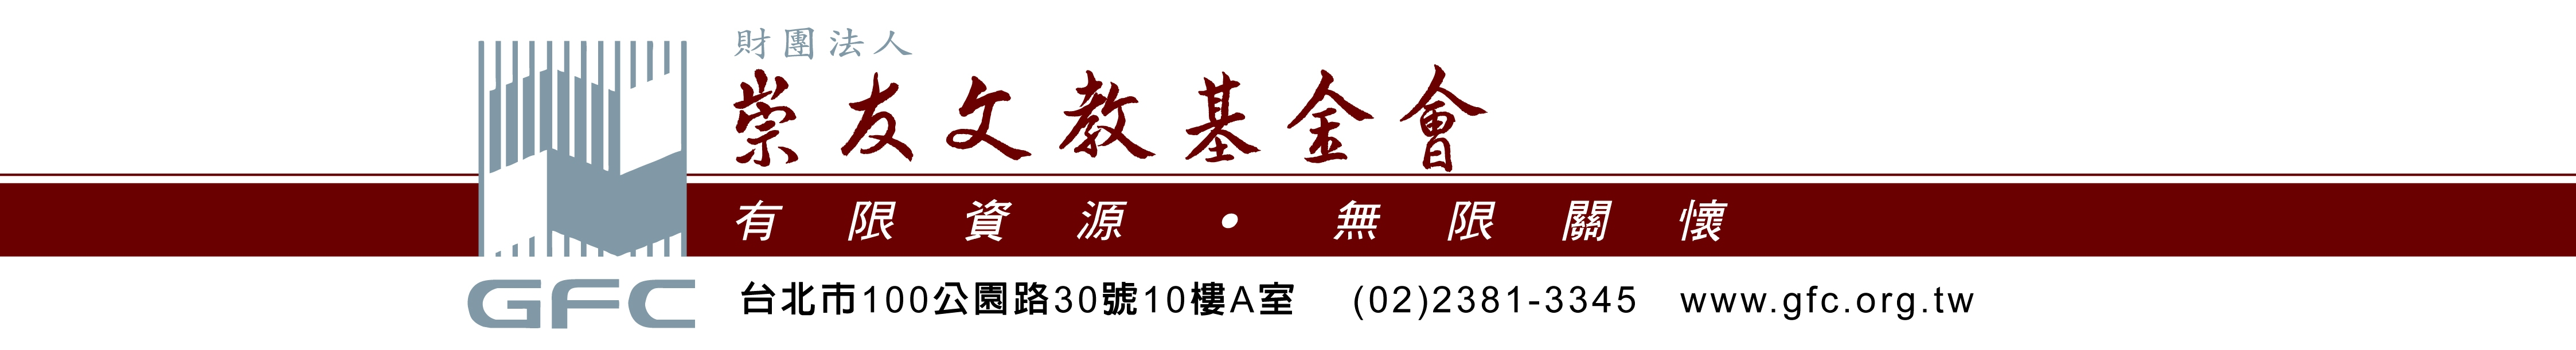 財團法人
崇友文教基金會
有限資源•無限關懷
GFC
台北市100公園路30號10樓A室 (02)2381-3345 www.gfc.org.tw